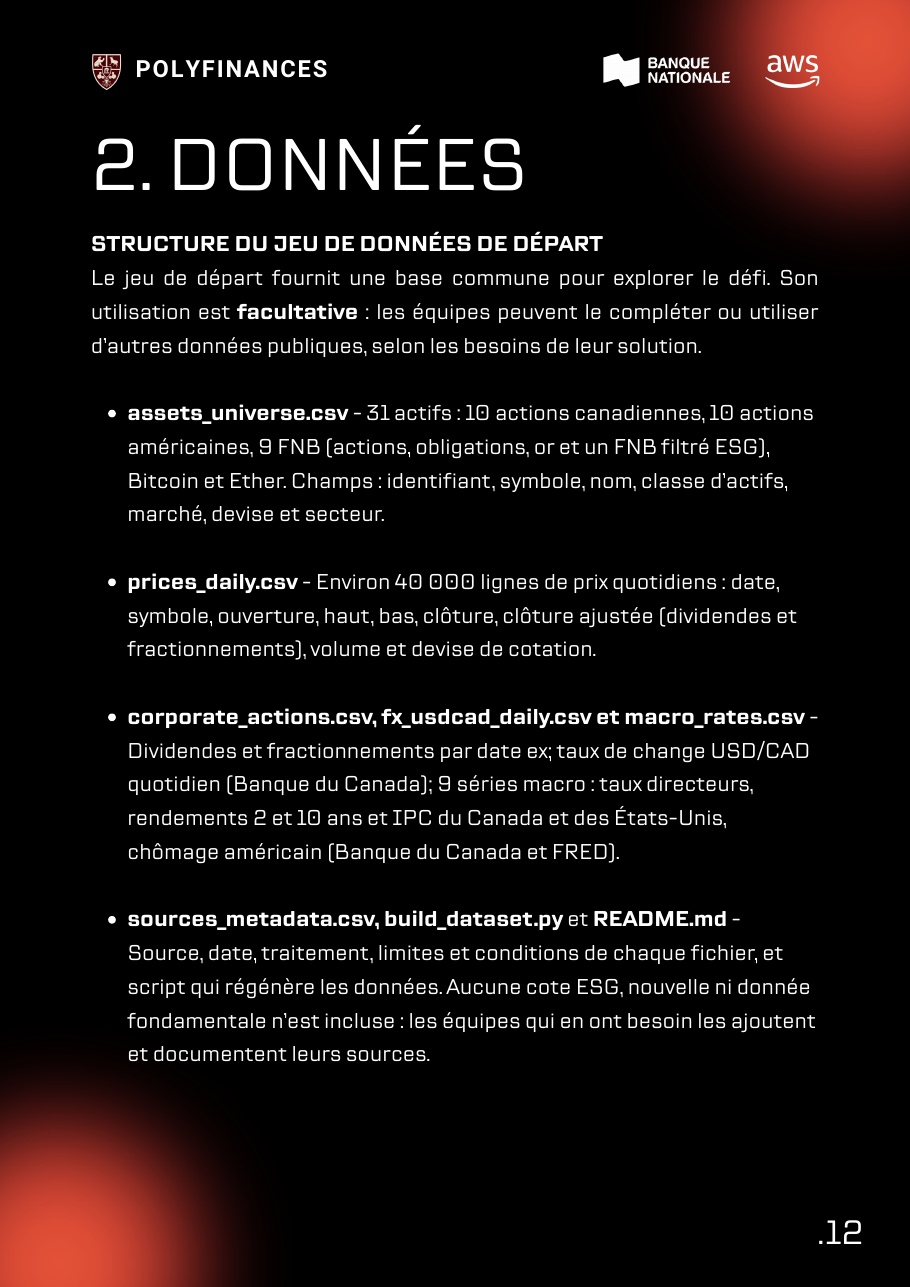 POLYFINANCES
BANQUE
NATIONALE
aws
2. DONNÉES
STRUCTURE DU JEU DE DONNÉES DE DÉPART
Le jeu de départ fournit une base commune pour explorer le défi. Son
utilisation est facultative : les équipes peuvent le compléter ou utiliser
d'autres données publiques, selon les besoins de leur solution.
• assets_universe.csv - 31 actifs : 10 actions canadiennes, 10 actions
américaines, 9 FNB (actions, obligations, or et un FNB filtré ESG),
Bitcoin et Ether. Champs : identifiant, symbole, nom, classe d'actifs,
marché, devise et secteur.
• prices_daily.csv - Environ 40 000 lignes de prix quotidiens : date,
symbole, ouverture, haut, bas, clôture, clôture ajustée (dividendes et
fractionnements), volume et devise de cotation.
• corporate_actions.csv, fx_usdcad_daily.csv et macro_rates.csv -
Dividendes et fractionnements par date ex; taux de change USD/CAD
quotidien (Banque du Canada); 9 séries macro : taux directeurs,
rendements 2 et 10 ans et IPC du Canada et des États-Unis,
chômage américain (Banque du Canada et FRED).
• sources_metadata.csv, build_dataset.py et README.md -
Source, date, traitement, limites et conditions de chaque fichier, et
script qui régénère les données. Aucune cote ESG, nouvelle ni donnée
fondamentale n'est incluse : les équipes qui en ont besoin les ajoutent
et documentent leurs sources.
.12